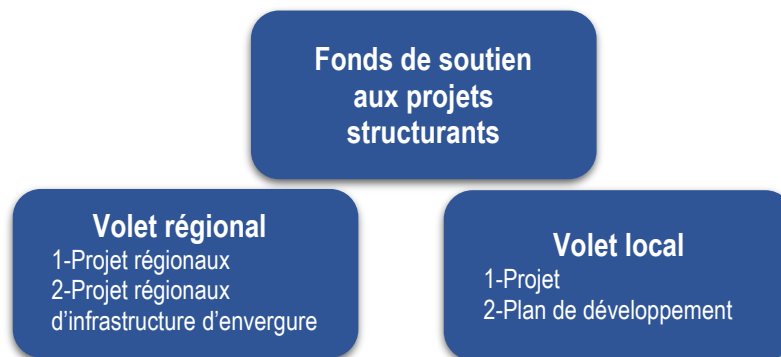 Fonds de soutien
aux projets
structurants
Volet régional
1-Projet régionaux
2-Projet régionaux
d'infrastructure d'envergure
Volet local
1-Projet
2-Plan de développement